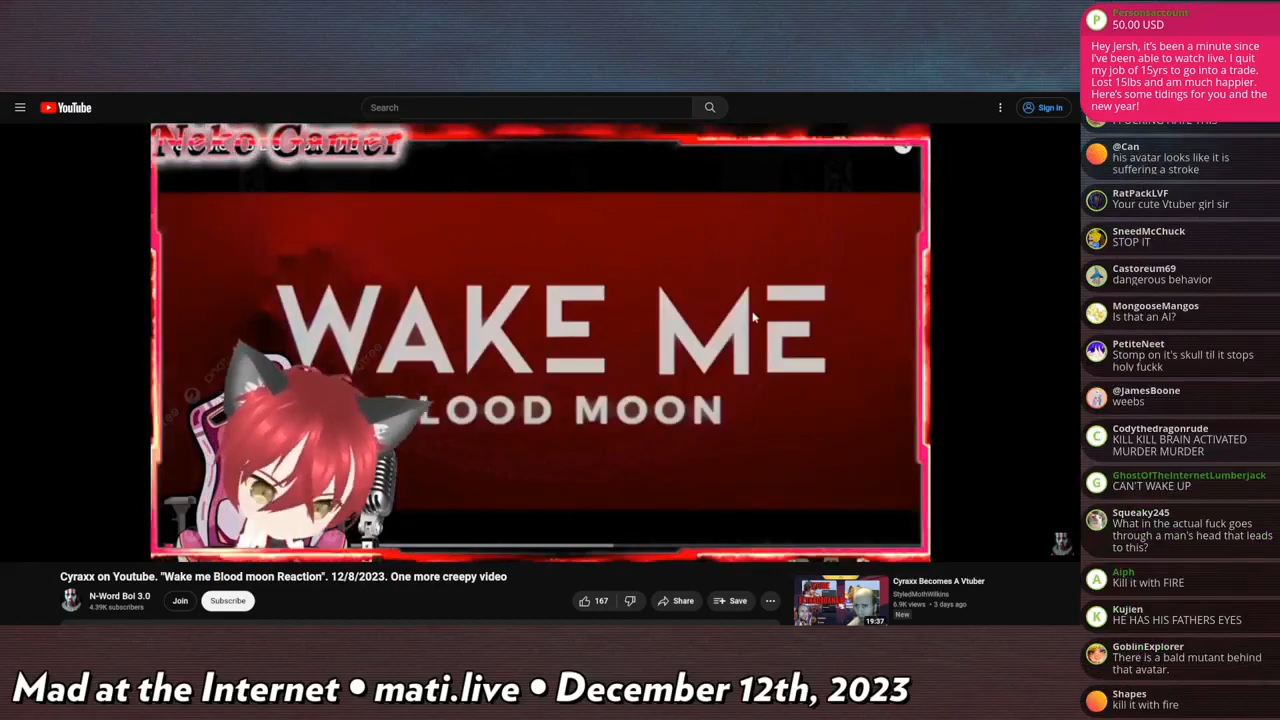 Personsaccount
50.00 USD
Hey Jersh, it's been a minute since
I've been able to watch live. I quit
my job of 15yrs to go into a trade.
Lost 15lbs and am much happier.
Here's some tidings for you and the
new year!
YouTube
Search
Sign in
Neko Gamer
WAKE ME
BLOOD MOON
@Can
his avatar looks like it is
suffering a stroke
RatPackLVF
Your cute Vtuber girl sir
SneedMcChuck
STOP IT
Castoreum69
dangerous behavior
MongooseMangos
Is that an AI?
PetiteNeet
Stomp on it's skull til it stops
holy fuckk
@JamesBoone
weebs
Codythedragonrude
KILL KILL BRAIN ACTIVATED
MURDER MURDER
GhostOfTheInternetLumberjack
CAN'T WAKE UP
Squeaky245
What in the actual fuck goes
through a man's head that leads
to this?
Aiph
Kill it with FIRE
Kujien
HE HAS HIS FATHERS EYES
GoblinExplorer
There is a bald mutant behind
that avatar.
Shapes
kill it with fire
Cyraxx on Youtube. "Wake me Blood moon Reaction". 12/8/2023. One more creepy video
N-Word Boi 3.0
4.39K subscribers
Join
Subscribe
167
Share
Save
Cyraxx Becomes A Vtuber
StyledMothWilkins
6.9K views • 3 days ago
New
19:37
Mad at the Internet • mati.live • December 12th, 2023